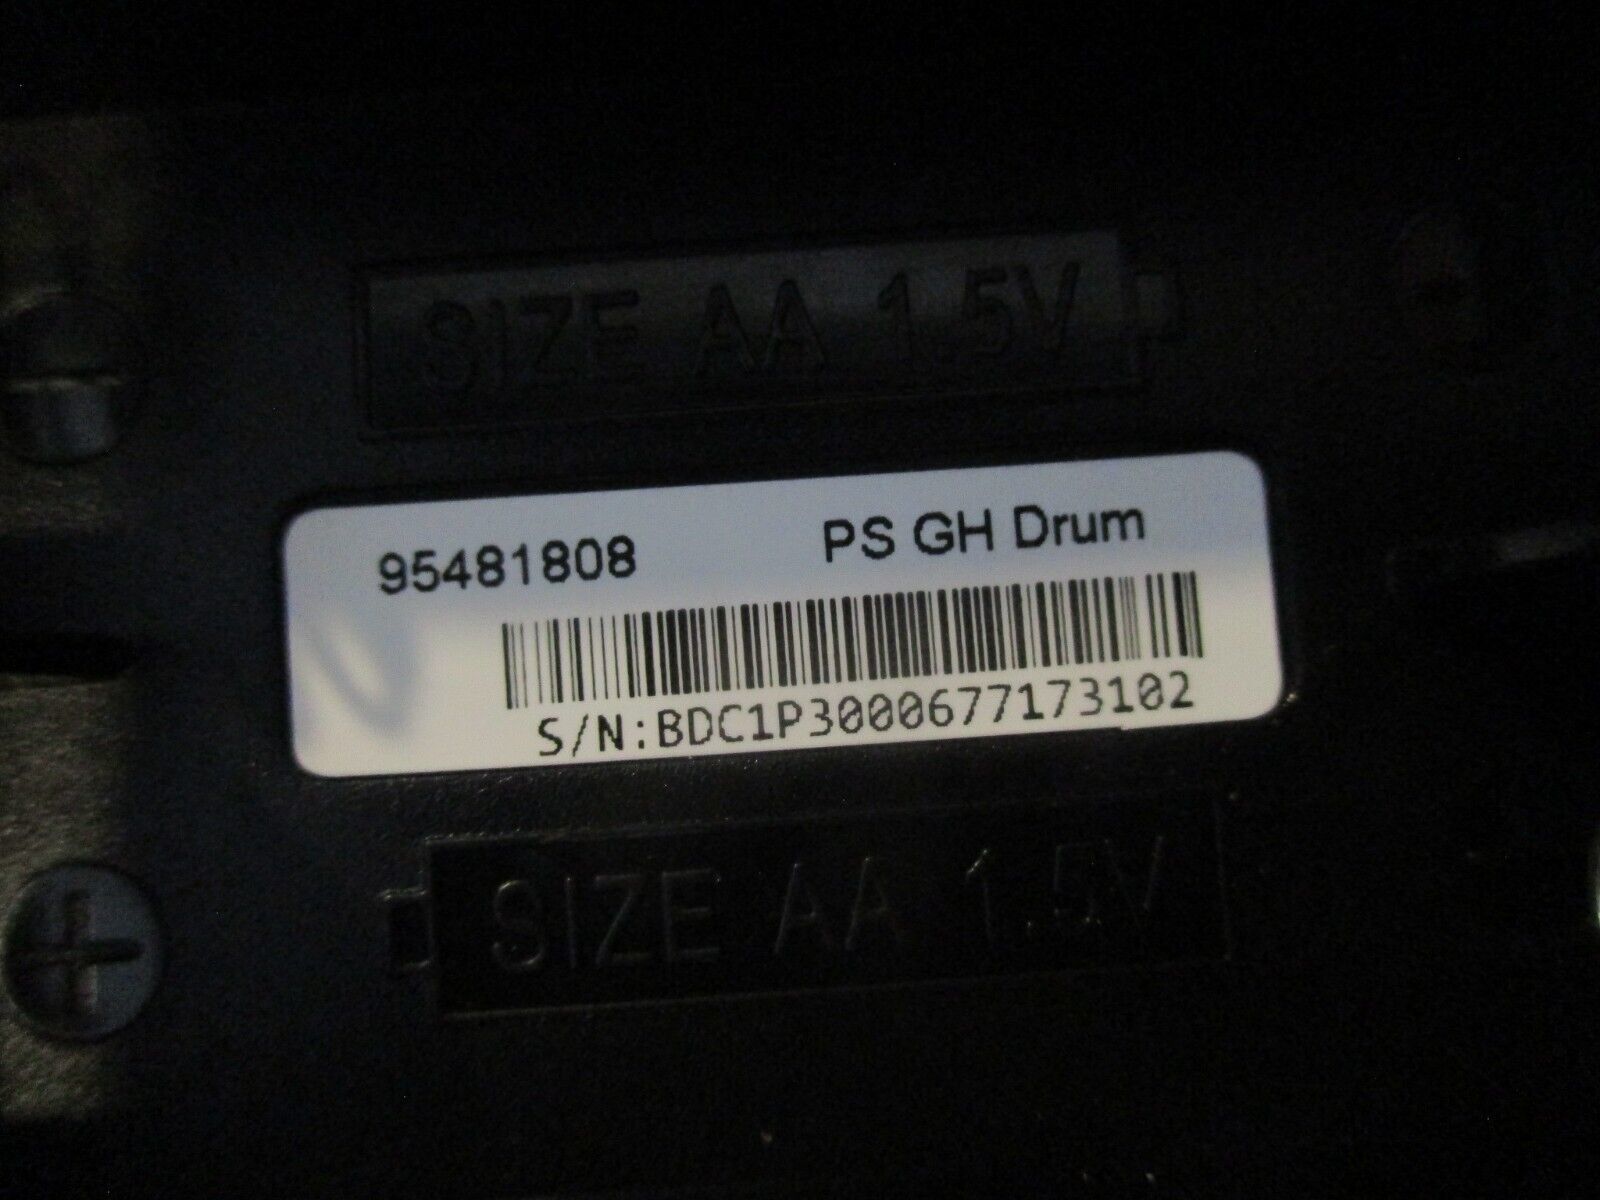 SIZE AA 1.5V
95481808 PS GH Drum
S/N:BDC1P3000677173102
SIZE AA 1.5V